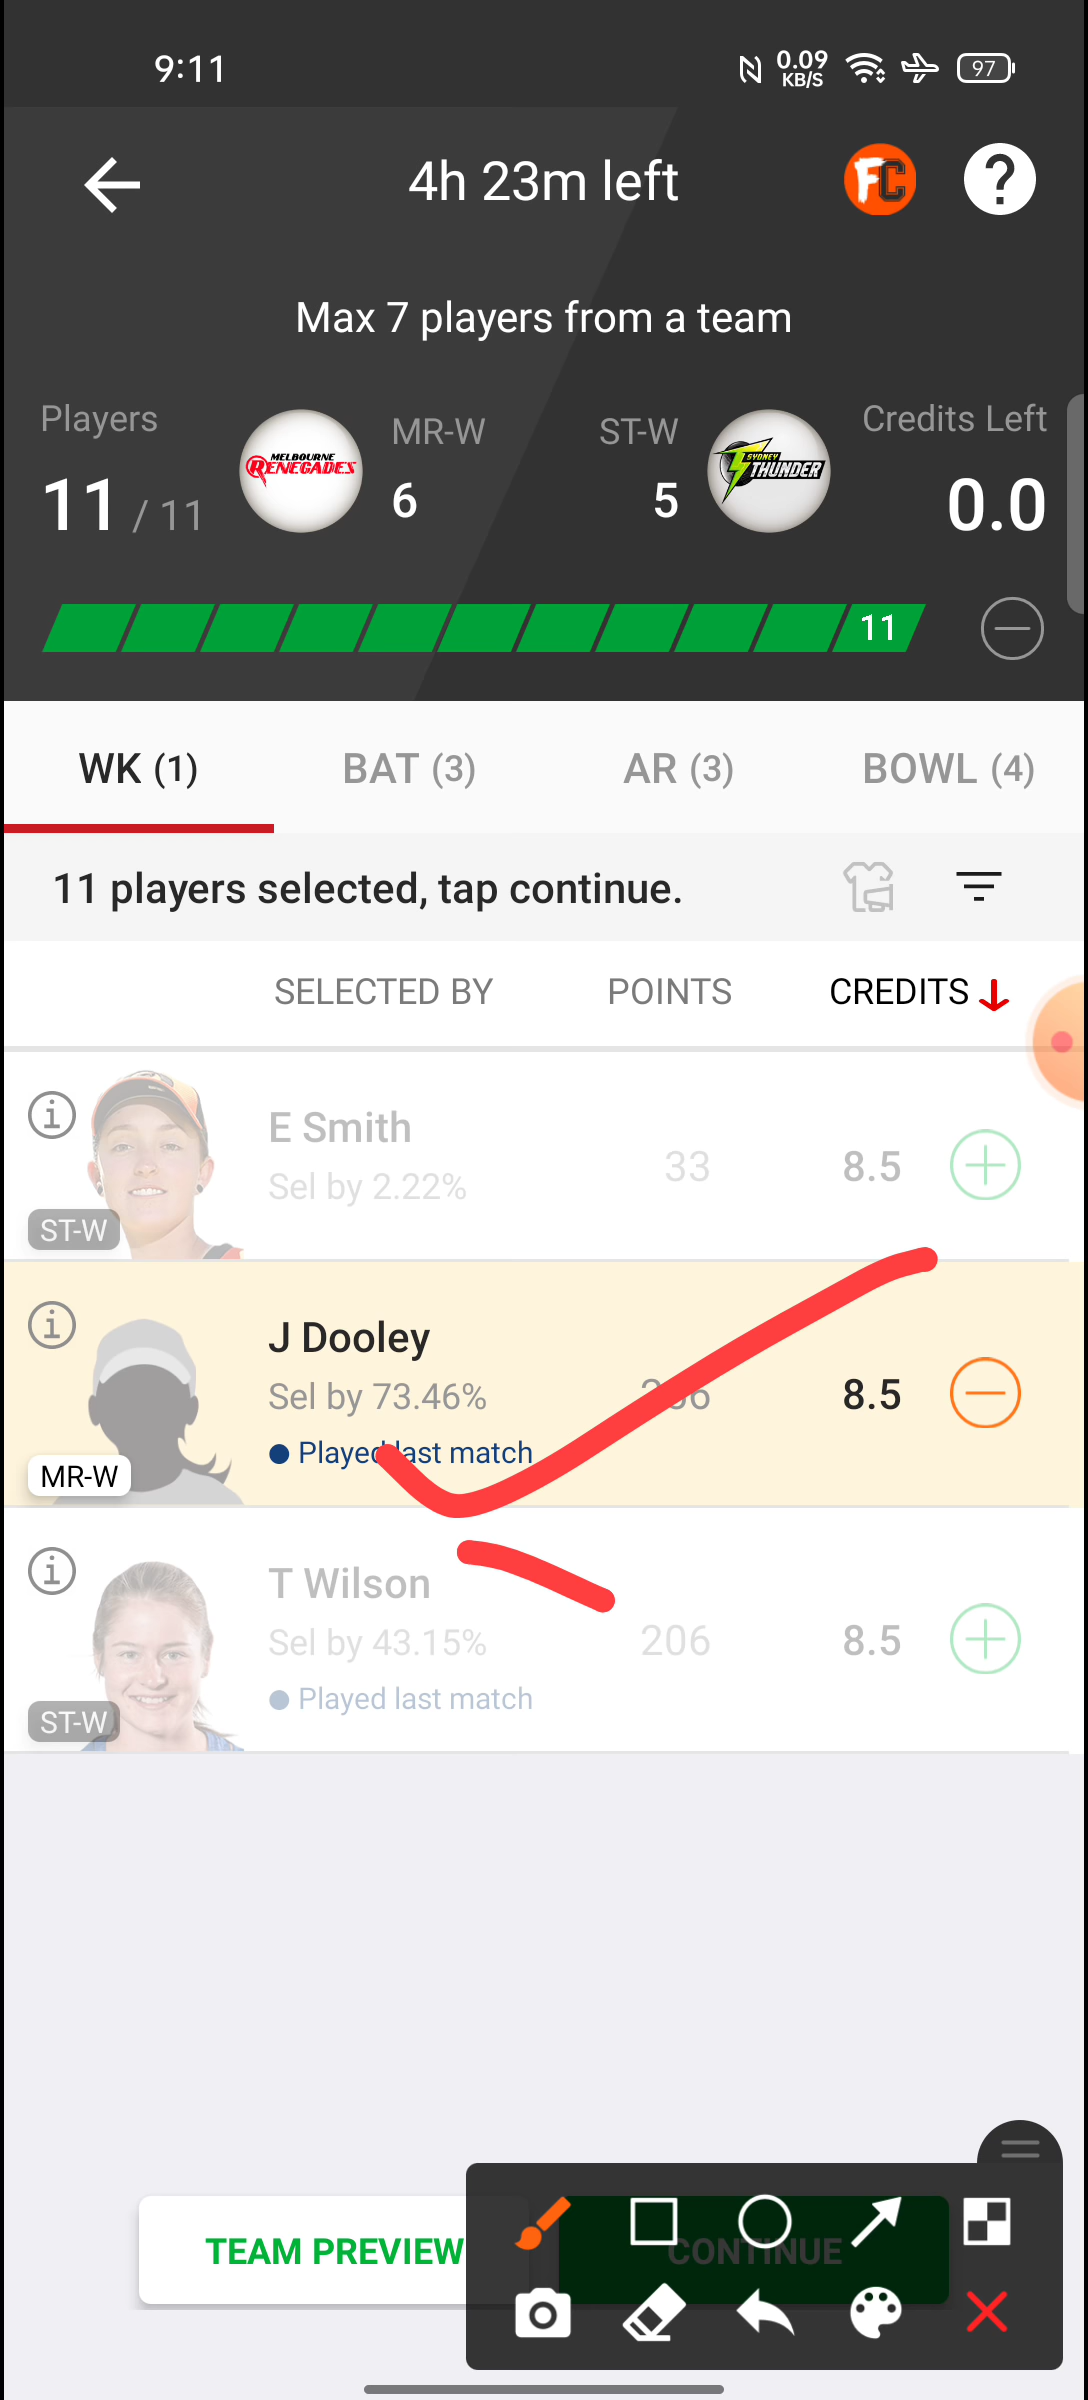 9:11
0.09 KB/S
97
4h 23m left
FC
?
Max 7 players from a team
Players
11 / 11
MELBOURNE RENEGADES
MR-W
6
ST-W
5
SYDNEY THUNDER
Credits Left
0.0
11
WK (1)
BAT (3)
AR (3)
BOWL (4)
11 players selected, tap continue.
SELECTED BY
POINTS
CREDITS
E Smith
Sel by 2.22%
33
8.5
ST-W
J Dooley
Sel by 73.46%
8.5
Played last match
MR-W
T Wilson
Sel by 43.15%
206
8.5
Played last match
ST-W
TEAM PREVIEW
CONTINUE